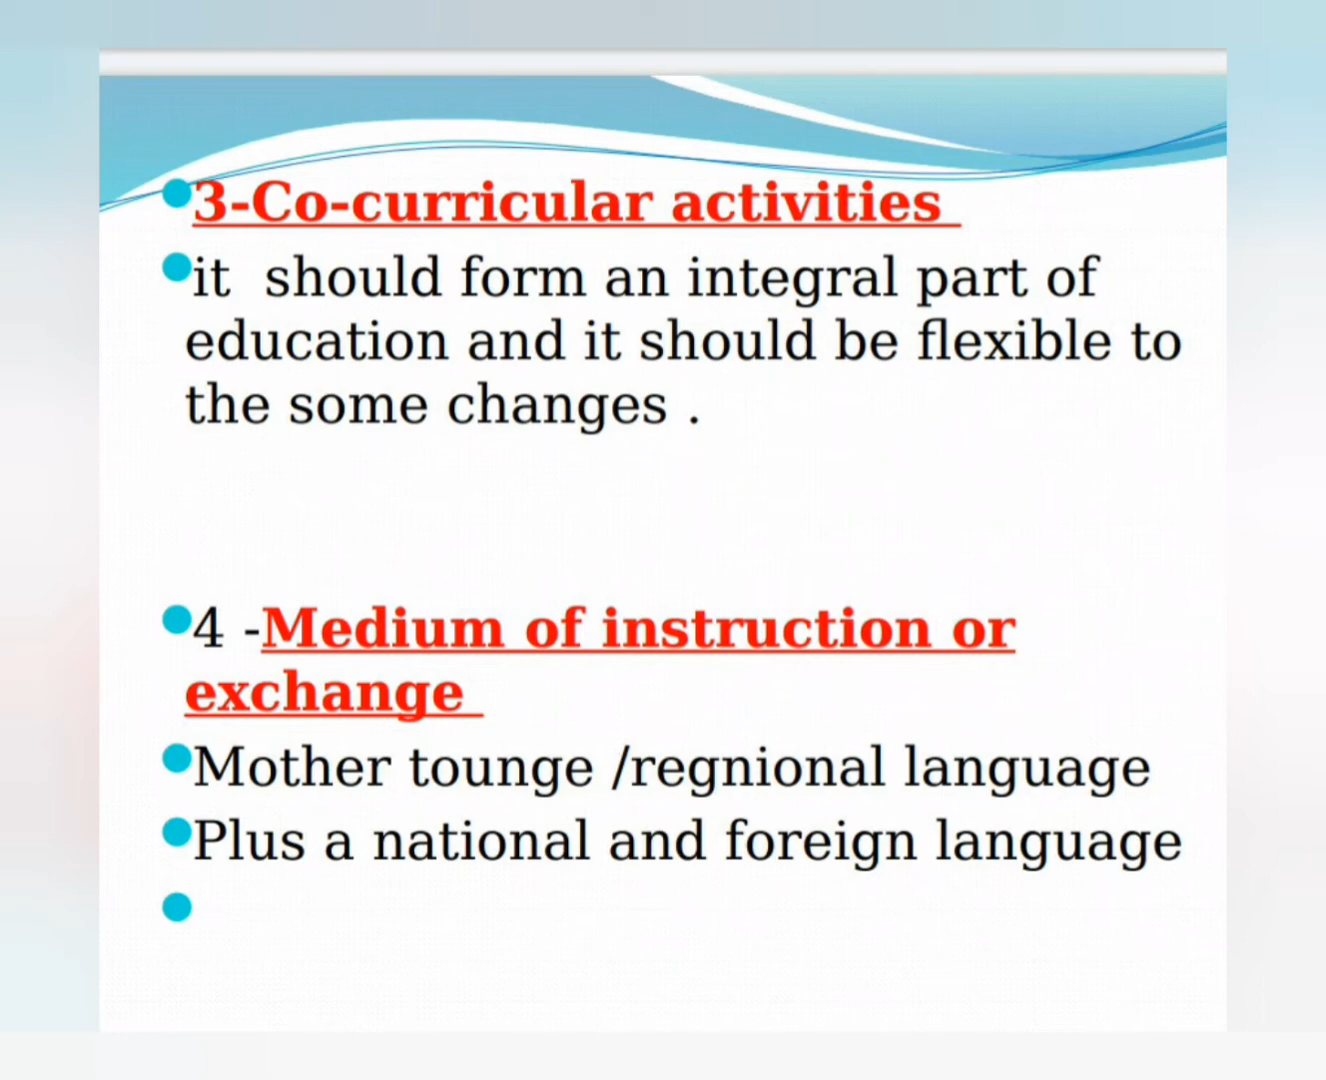 3-Co-curricular activities
it should form an integral part of
education and it should be flexible to
the some changes .
4 -Medium of instruction or
exchange
Mother tounge /regnional language
Plus a national and foreign language